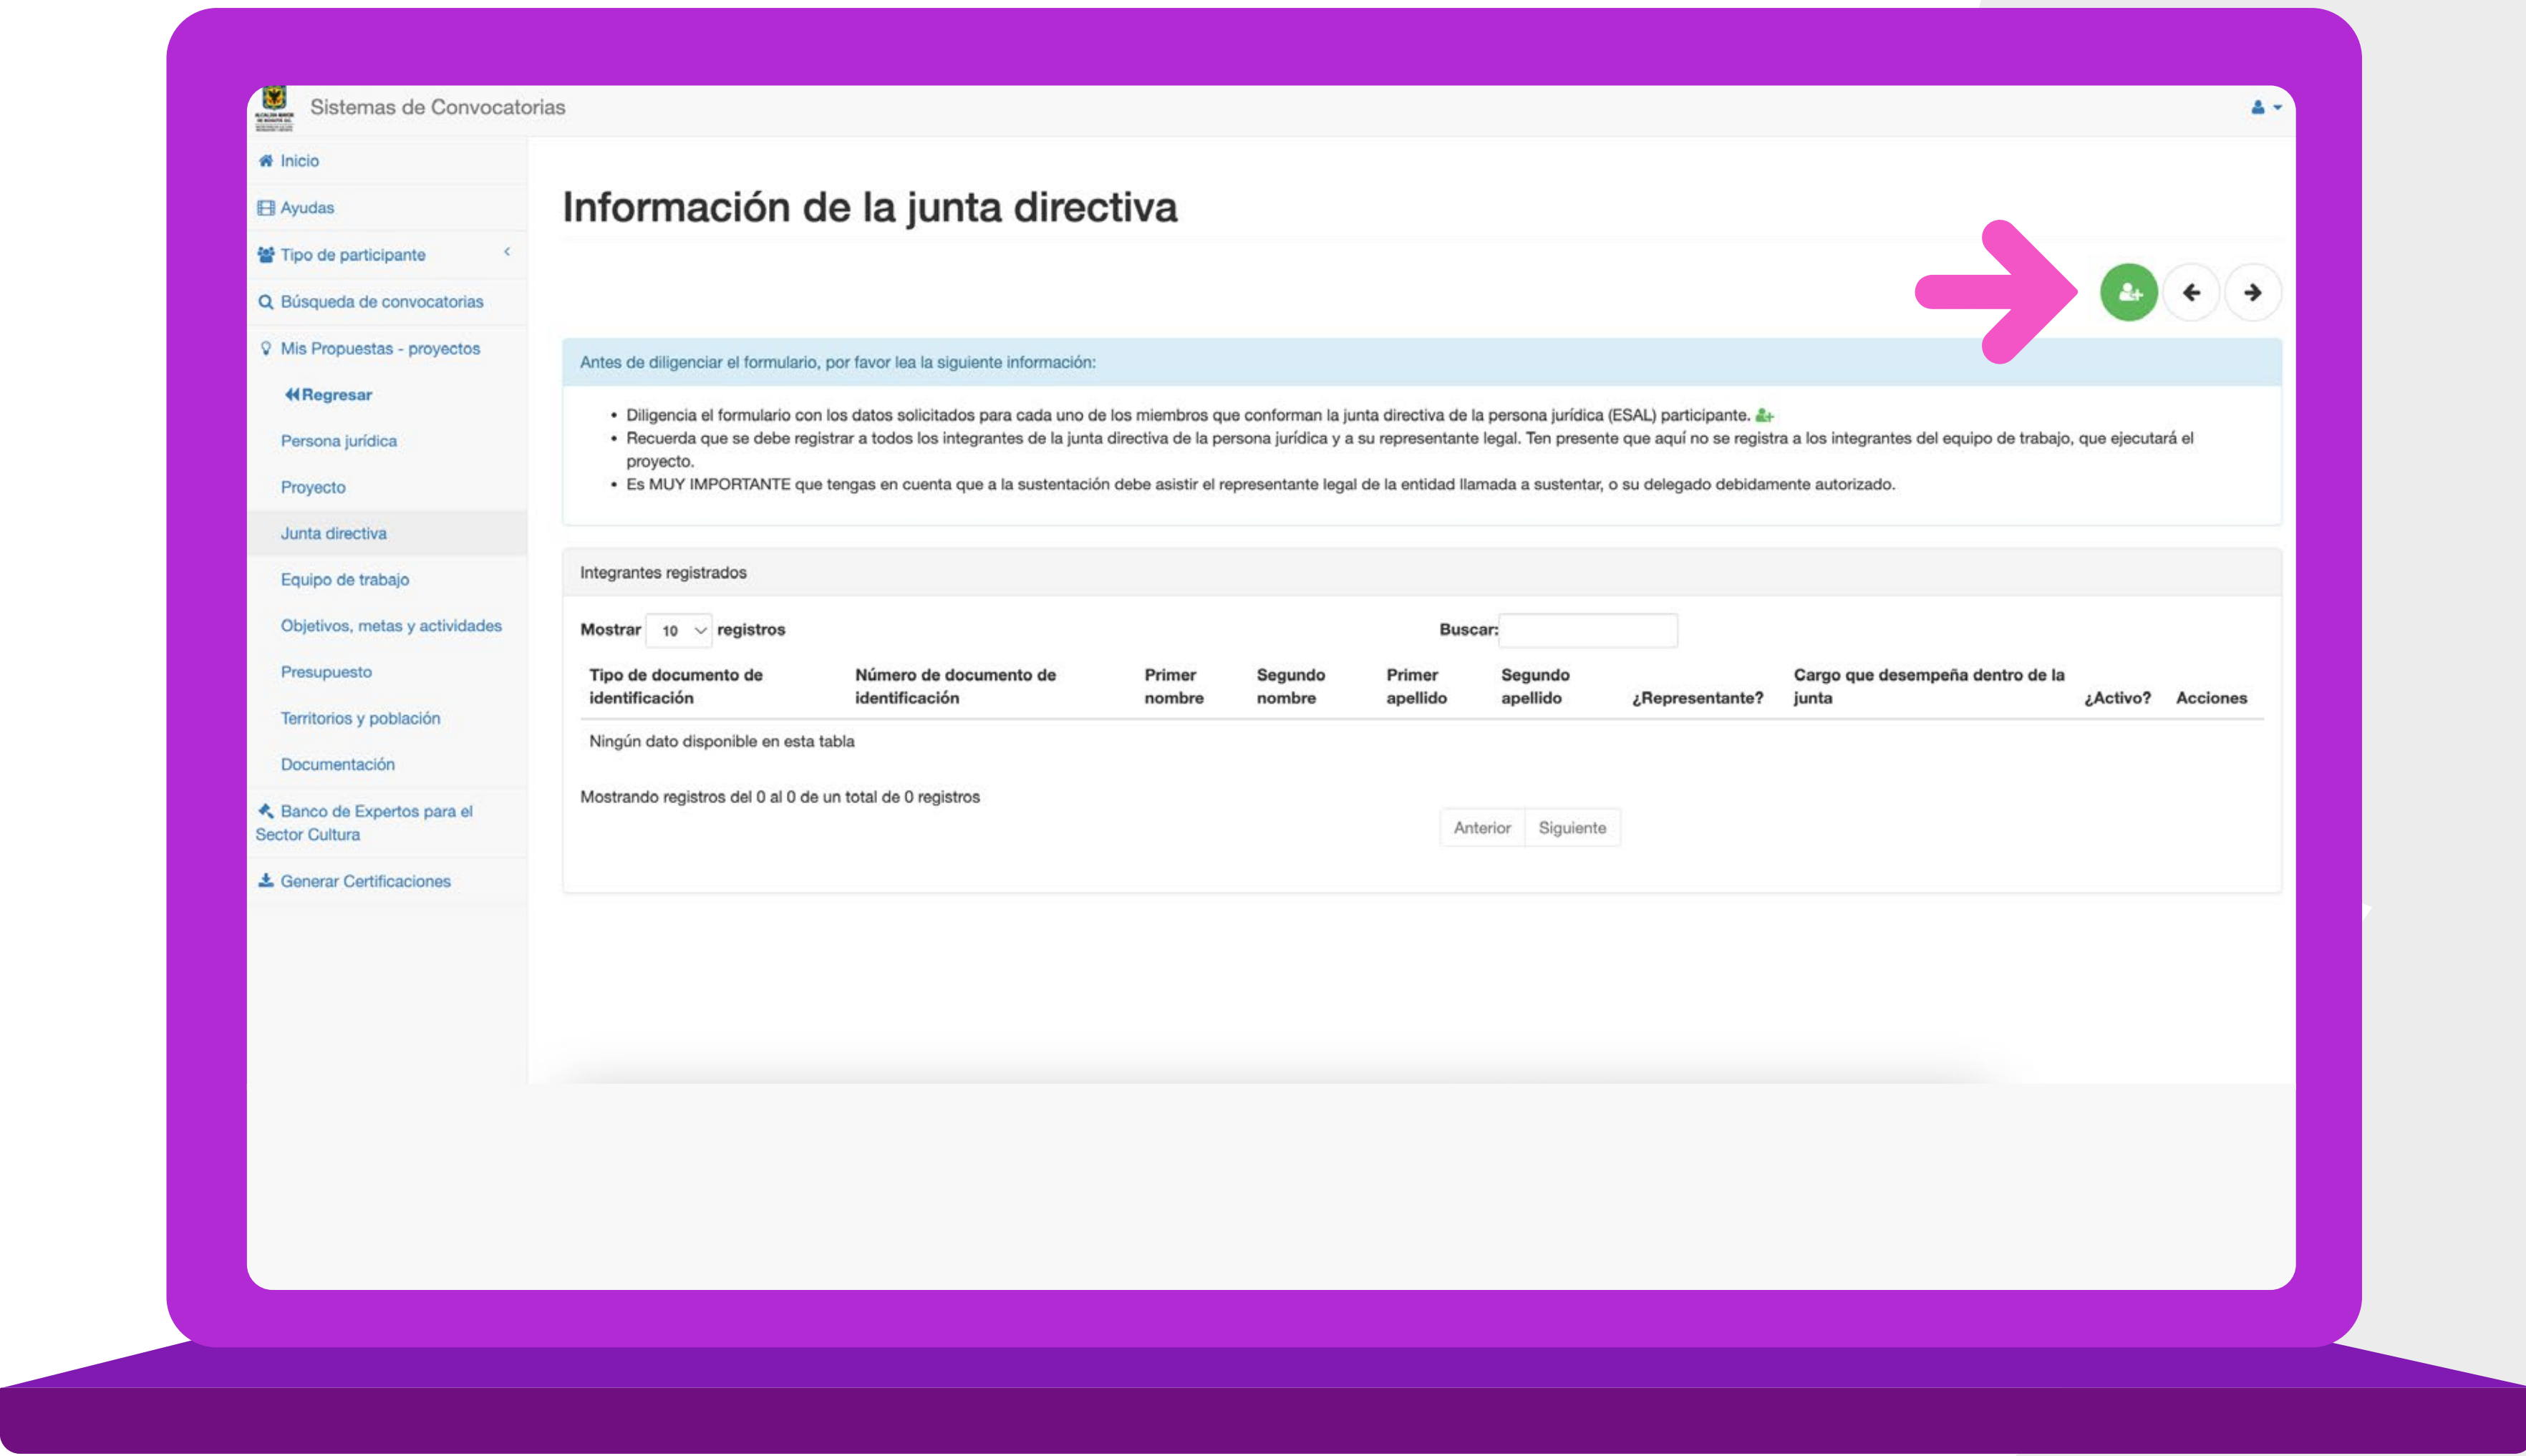 Sistemas de Convocatorias
Inicio
Ayudas
Tipo de participante
Búsqueda de convocatorias
Mis Propuestas - proyectos
Regresar
Persona jurídica
Proyecto
Junta directiva
Equipo de trabajo
Objetivos, metas y actividades
Presupuesto
Territorios y población
Documentación
Banco de Expertos para el
Sector Cultura
Generar Certificaciones
Información de la junta directiva
Antes de diligenciar el formulario, por favor lea la siguiente información:
• Diligencia el formulario con los datos solicitados para cada uno de los miembros que conforman la junta directiva de la persona jurídica (ESAL) participante.
• Recuerda que se debe registrar a todos los integrantes de la junta directiva de la persona jurídica y a su representante legal. Ten presente que aquí no se registra a los integrantes del equipo de trabajo, que ejecutará el
proyecto.
• Es MUY IMPORTANTE que tengas en cuenta que a la sustentación debe asistir el representante legal de la entidad llamada a sustentar, o su delegado debidamente autorizado.
Integrantes registrados
Mostrar 10 registros Buscar:
Tipo de documento de identificación
Número de documento de identificación
Primer nombre
Segundo nombre
Primer apellido
Segundo apellido
¿Representante?
Cargo que desempeña dentro de la junta
¿Activo?
Acciones
Ningún dato disponible en esta tabla
Mostrando registros del 0 al 0 de un total de 0 registros
Anterior Siguiente